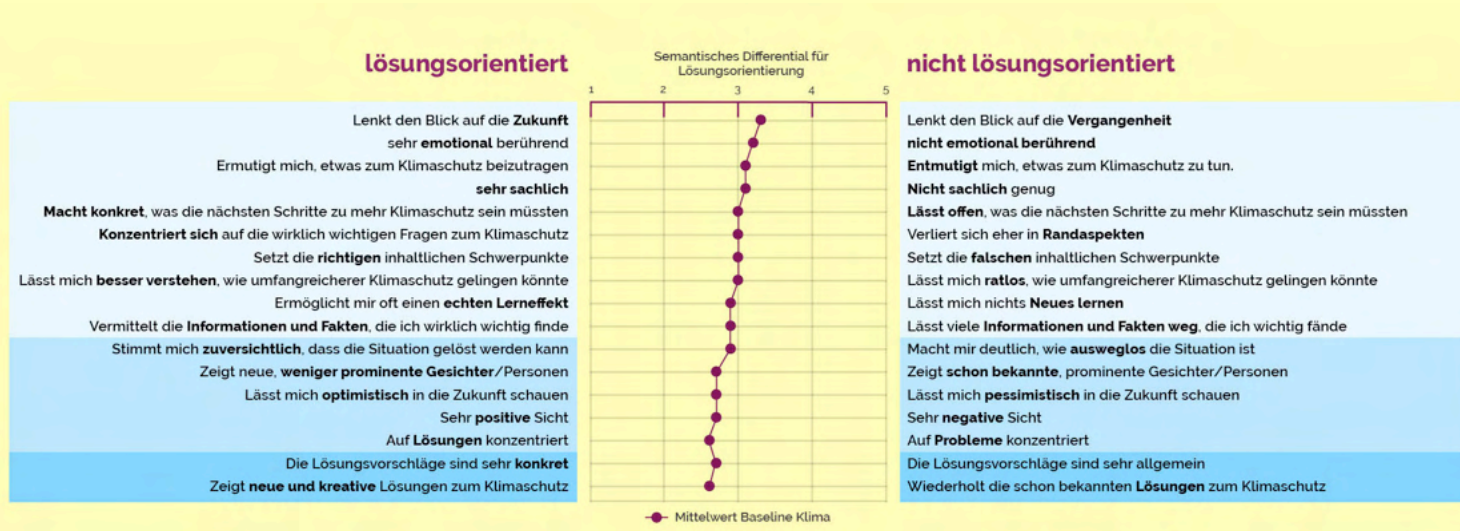 lösungsorientiert
Semantisches Differential für
Lösungsorientierung
nicht lösungsorientiert
1 2 3 4 5
Lenkt den Blick auf die Zukunft
Lenkt den Blick auf die Vergangenheit
sehr emotional berührend
nicht emotional berührend
Ermutigt mich, etwas zum Klimaschutz beizutragen
Entmutigt mich, etwas zum Klimaschutz zu tun.
sehr sachlich
Nicht sachlich genug
Macht konkret, was die nächsten Schritte zu mehr Klimaschutz sein müssten
Lässt offen, was die nächsten Schritte zu mehr Klimaschutz sein müssten
Konzentriert sich auf die wirklich wichtigen Fragen zum Klimaschutz
Verliert sich eher in Randaspekten
Setzt die richtigen inhaltlichen Schwerpunkte
Setzt die falschen inhaltlichen Schwerpunkte
Lässt mich besser verstehen, wie umfangreicherer Klimaschutz gelingen könnte
Lässt mich ratlos, wie umfangreicherer Klimaschutz gelingen könnte
Ermöglicht mir oft einen echten Lerneffekt
Lässt mich nichts Neues lernen
Vermittelt die Informationen und Fakten, die ich wirklich wichtig finde
Lässt viele Informationen und Fakten weg, die ich wichtig fände
Stimmt mich zuversichtlich, dass die Situation gelöst werden kann
Macht mir deutlich, wie ausweglos die Situation ist
Zeigt neue, weniger prominente Gesichter/Personen
Zeigt schon bekannte, prominente Gesichter/Personen
Lässt mich optimistisch in die Zukunft schauen
Lässt mich pessimistisch in die Zukunft schauen
Sehr positive Sicht
Sehr negative Sicht
Auf Lösungen konzentriert
Auf Probleme konzentriert
Die Lösungsvorschläge sind sehr konkret
Die Lösungsvorschläge sind sehr allgemein
Zeigt neue und kreative Lösungen zum Klimaschutz
Wiederholt die schon bekannten Lösungen zum Klimaschutz
Mittelwert Baseline Klima